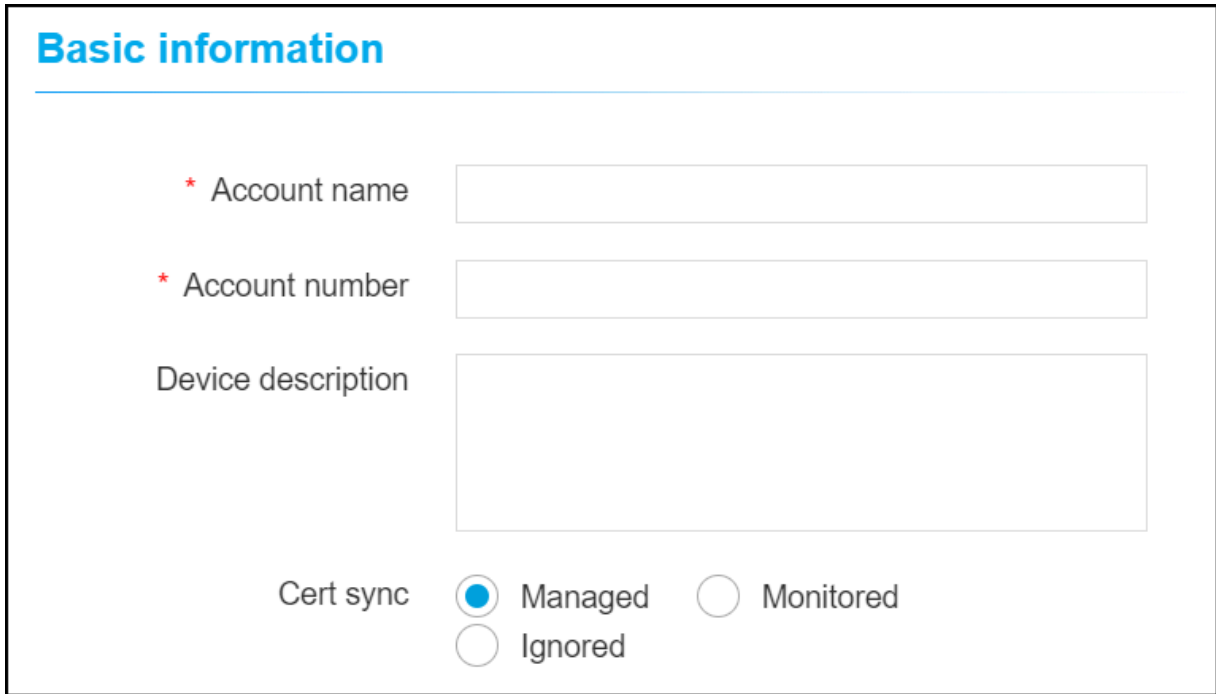 Basic information
* Account name
* Account number
Device description
Cert sync Managed Monitored
Ignored